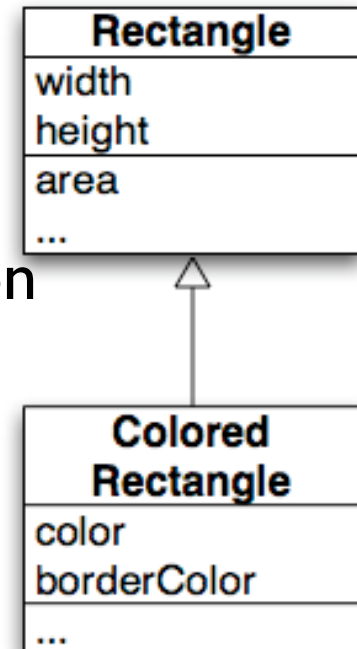 Rectangle
width
height
area
...
n
Colored
Rectangle
color
borderColor
...